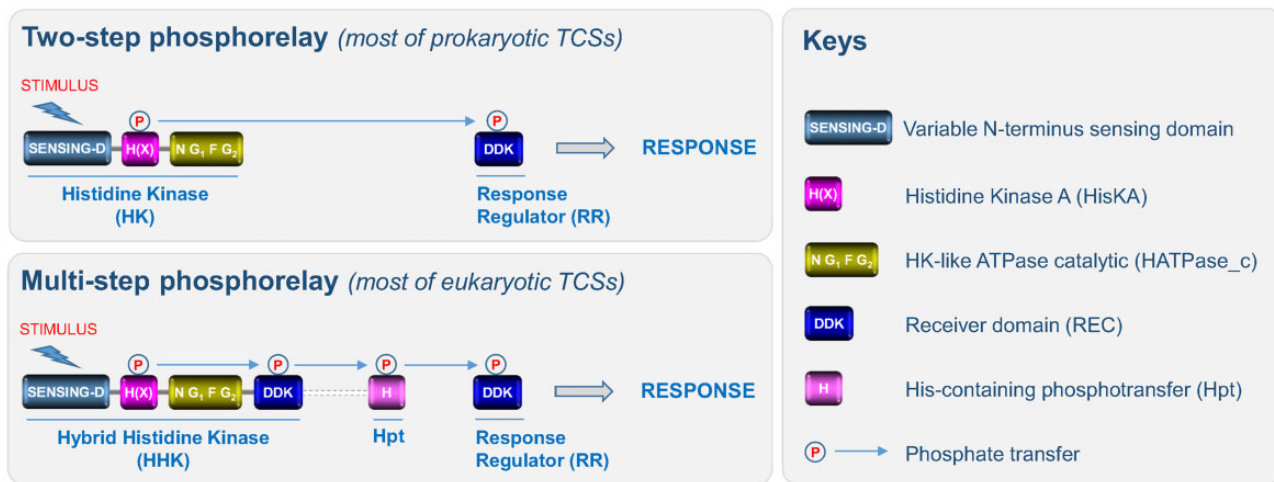 Two-step phosphorelay (most of prokaryotic TCSs)
STIMULUS
P
P
SENSING-D H(X) N G₁ F G₂
DDK
RESPONSE
Histidine Kinase
(HK)
Response
Regulator (RR)
Multi-step phosphorelay (most of eukaryotic TCSs)
STIMULUS
P
P
P
P
SENSING-D H(X) N G₁ F G₂ DDK
H
DDK
RESPONSE
Hybrid Histidine Kinase
(HHK)
Hpt
Response
Regulator (RR)
Keys
SENSING-D Variable N-terminus sensing domain
H(X) Histidine Kinase A (HisKA)
N G₁ F G₂ HK-like ATPase catalytic (HATPase_c)
DDK Receiver domain (REC)
H His-containing phosphotransfer (Hpt)
P Phosphate transfer